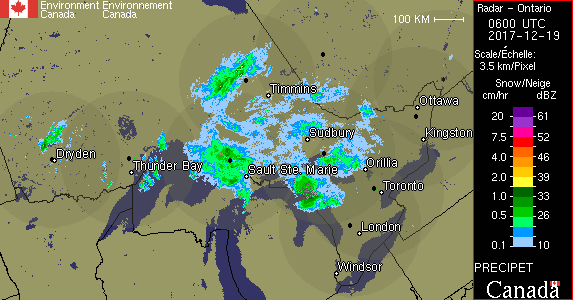 Environment Environnement
Canada Canada
100 KM
Timmins
Ottawa
Sudbury
Kingston
Dryden
Thunder Bay
Sault Ste. Marie
Orillia
Toronto
London
Windsor
Radar - Ontario
0600 UTC
2017-12-19
Scale/Échelle:
3.5 km/Pixel
Snow/Neige
cm/hr dBZ
20 61
7.5 52
4.0 46
2.0 39
1.0 33
0.5 26
0.1 10
PRECIPET
Canada